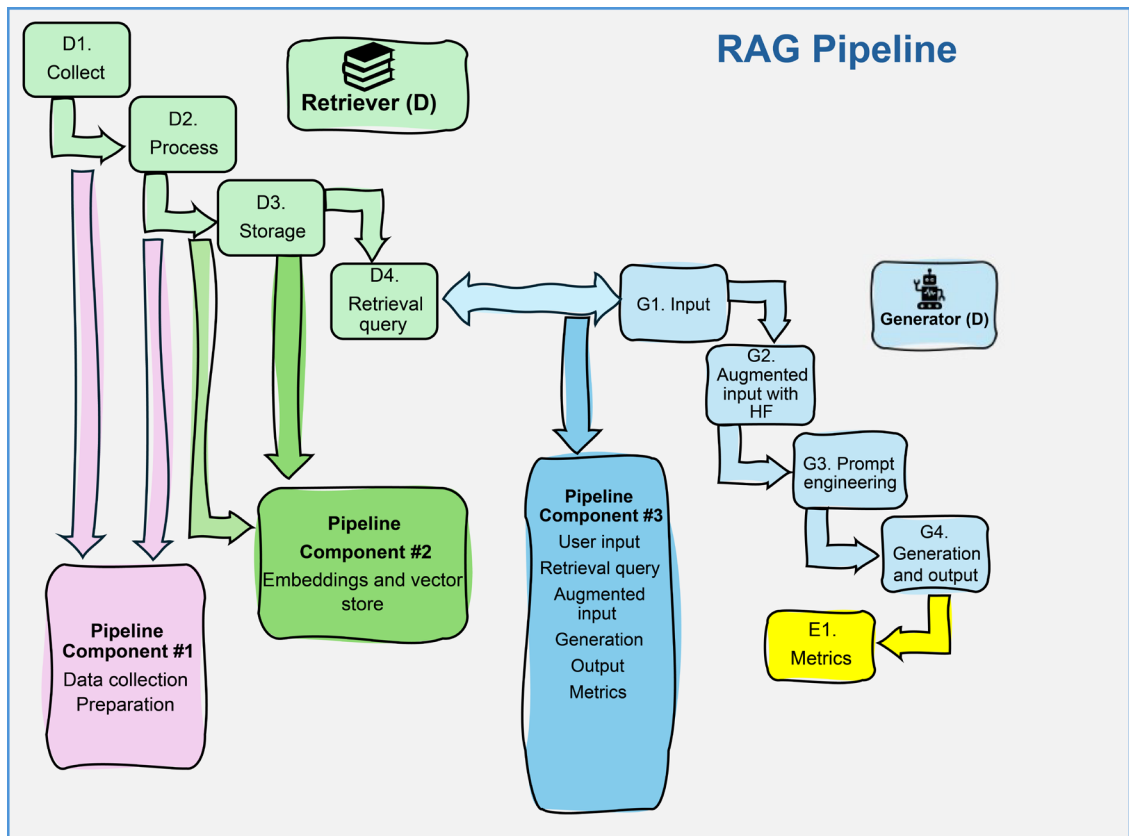 RAG Pipeline
D1.
Collect
Retriever (D)
D2.
Process
D3.
Storage
D4.
Retrieval
query
G1. Input
Generator (D)
G2.
Augmented
input with
HF
G3. Prompt
engineering
G4.
Generation
and output
E1.
Metrics
Pipeline
Component #1
Data collection
Preparation
Pipeline
Component #2
Embeddings and vector
store
Pipeline
Component #3
User input
Retrieval query
Augmented
input
Generation
Output
Metrics